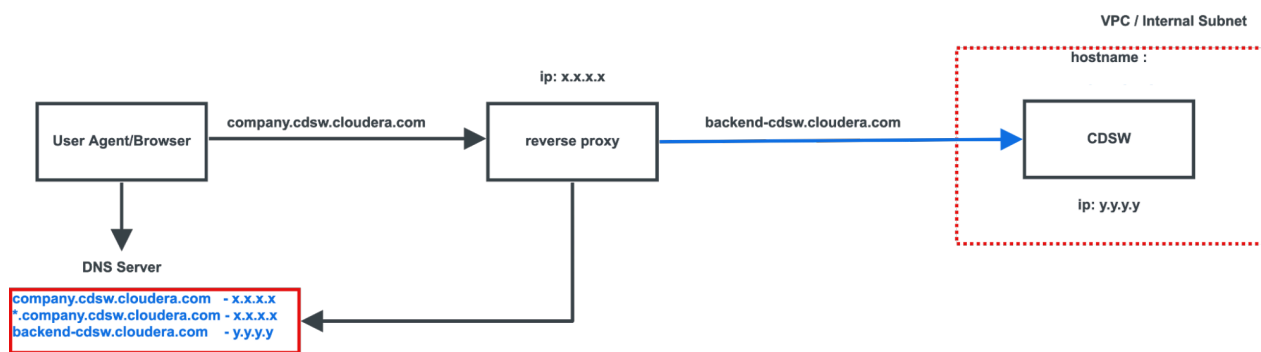 VPC / Internal Subnet
hostname :
ip: x.x.x.x
User Agent/Browser
company.cdsw.cloudera.com
reverse proxy
backend-cdsw.cloudera.com
CDSW
ip: y.y.y.y
DNS Server
company.cdsw.cloudera.com - x.x.x.x
*.company.cdsw.cloudera.com - x.x.x.x
backend-cdsw.cloudera.com - y.y.y.y